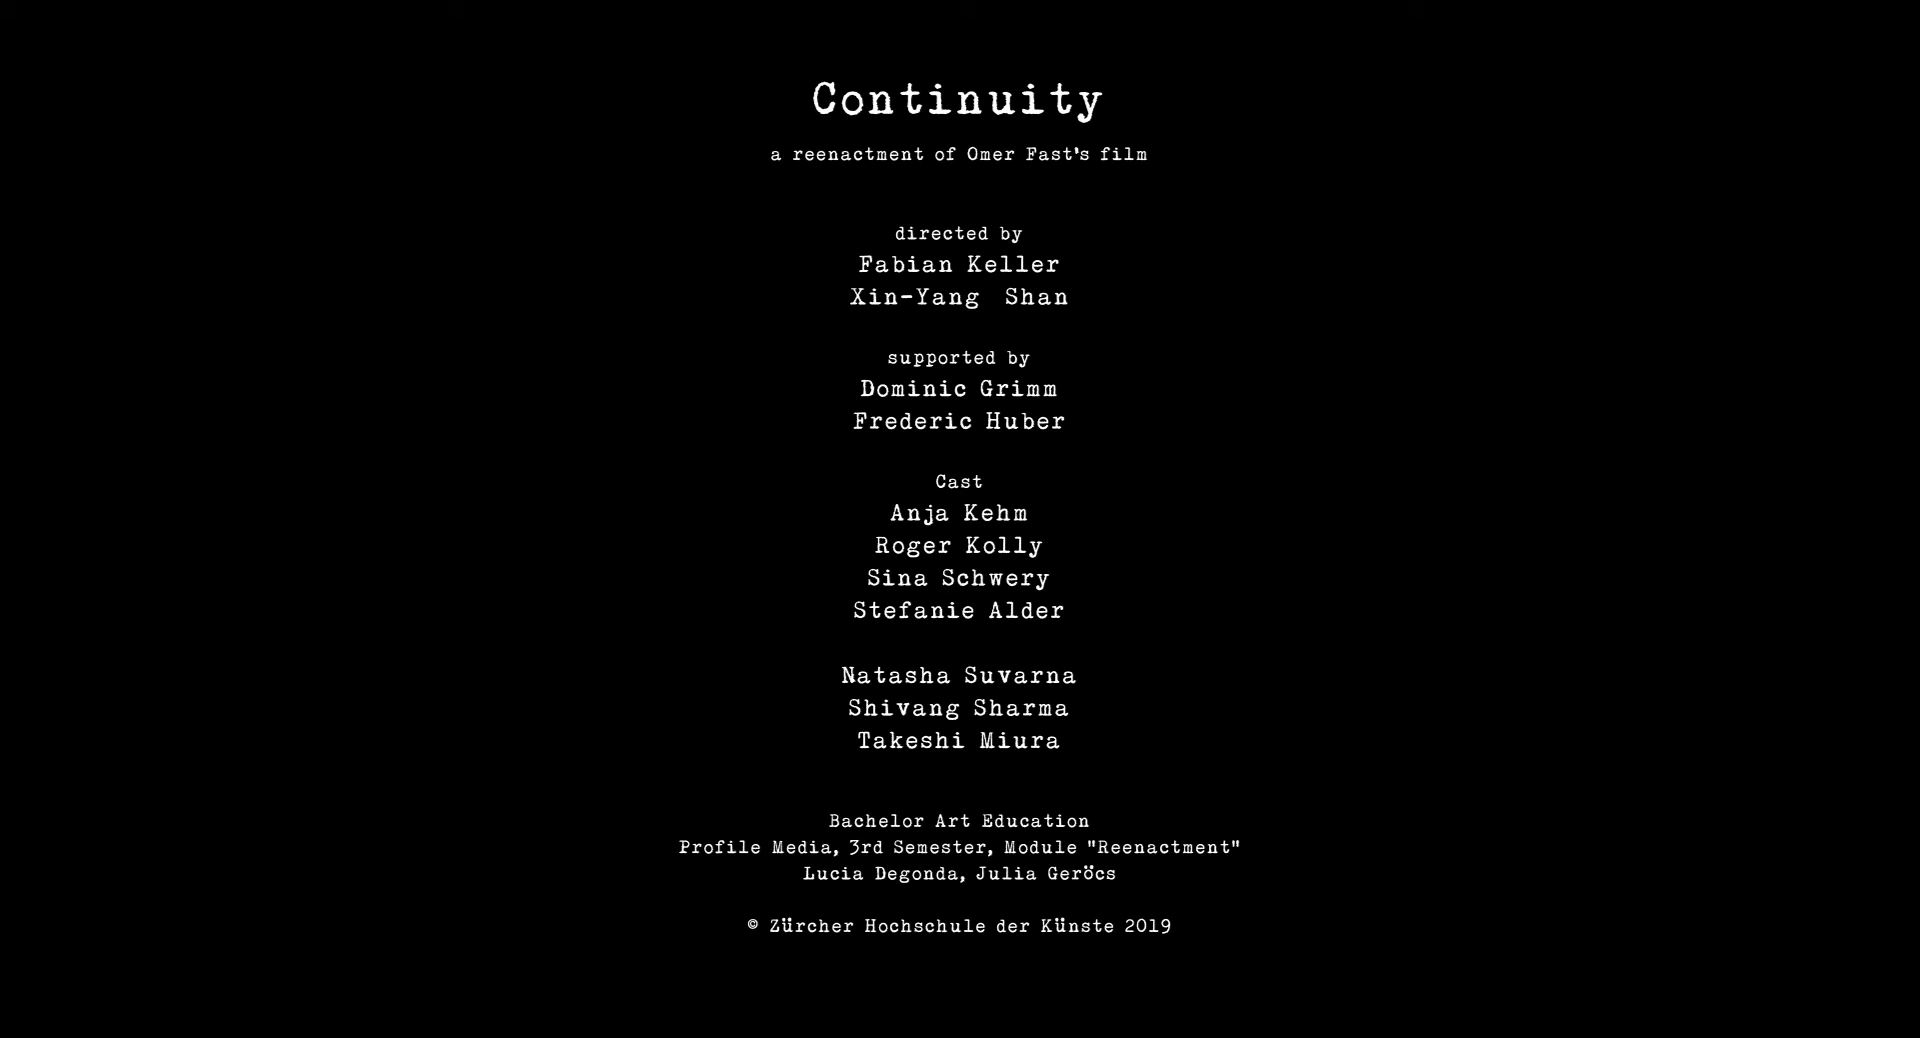 Continuity
a reenactment of Omer Fast's film
directed by
Fabian Keller
Xin-Yang Shan
supported by
Dominic Grimm
Frederic Huber
Cast
Anja Kehm
Roger Kolly
Sina Schwery
Stefanie Alder
Natasha Suvarna
Shivang Sharma
Takeshi Miura
Bachelor Art Education
Profile Media, 3rd Semester, Module "Reenactment"
Lucia Degonda, Julia Geröcs
© Zürcher Hochschule der Künste 2019